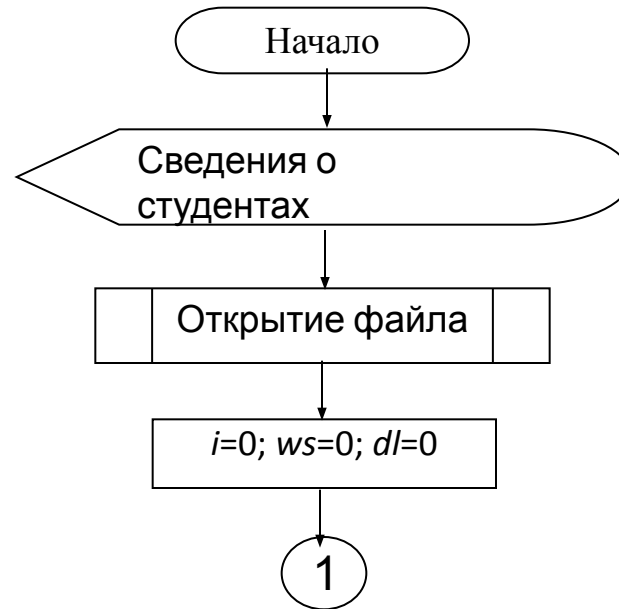 Начало
Сведения о
студентах
Открытие файла
i=0; ws=0; dl=0
1